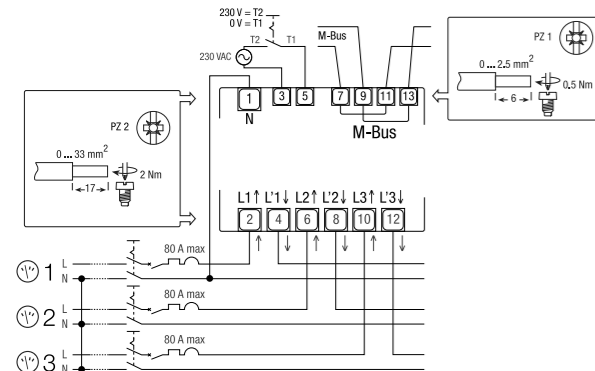 230 V = T2
0 V = T1
T2 T1
230 VAC
M-Bus
PZ 1
0 ... 2.5 mm2
6
0.5 Nm
1 3 5 7 9 11 13
N
M-Bus
PZ 2
0 ... 33 mm2
17
2 Nm
L1↑ L'1↓ L2↑ L'2↓ L3↑ L'3↓
2 4 6 8 10 12
80 A max
1 L
N
80 A max
2 L
N
80 A max
3 L
N